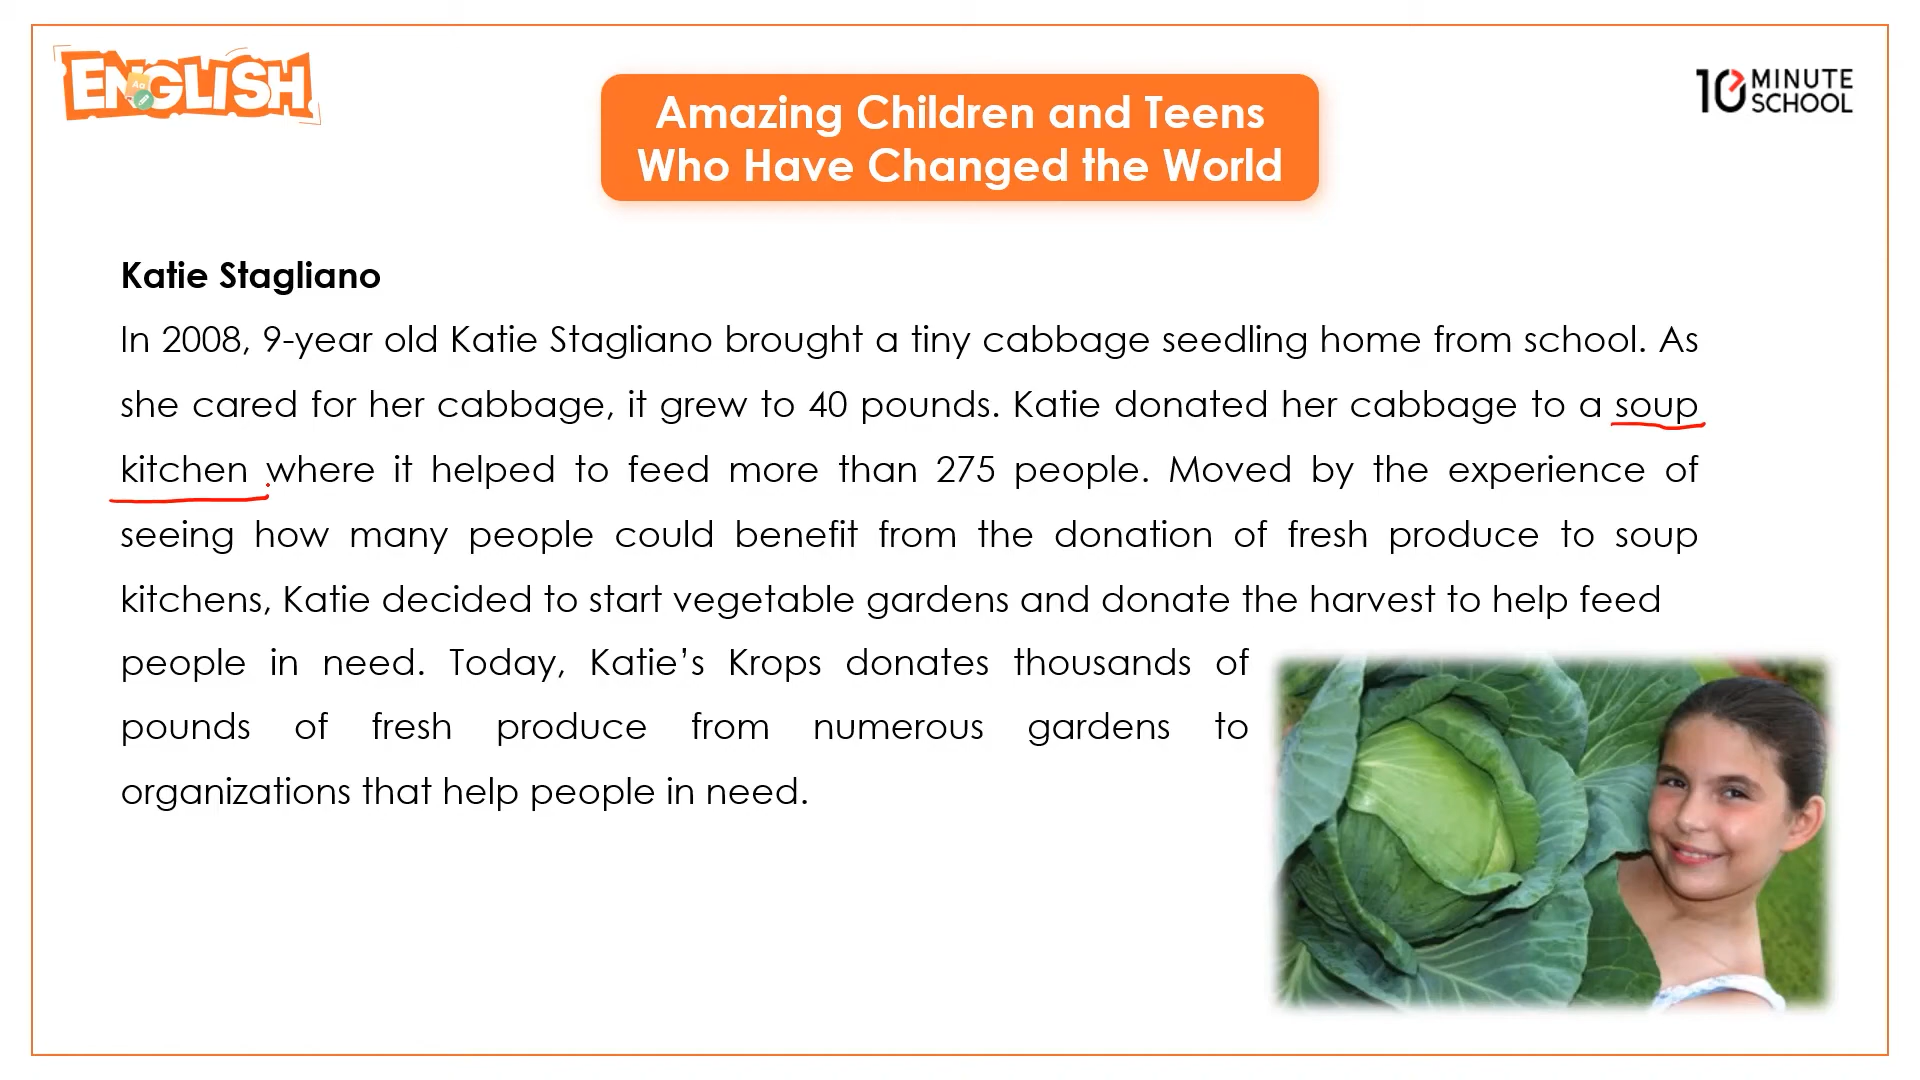 ENGLISH
10 MINUTE SCHOOL
Amazing Children and Teens
Who Have Changed the World
Katie Stagliano
In 2008, 9-year old Katie Stagliano brought a tiny cabbage seedling home from school. As
she cared for her cabbage, it grew to 40 pounds. Katie donated her cabbage to a soup
kitchen where it helped to feed more than 275 people. Moved by the experience of
seeing how many people could benefit from the donation of fresh produce to soup
kitchens, Katie decided to start vegetable gardens and donate the harvest to help feed
people in need. Today, Katie’s Krops donates thousands of
pounds of fresh produce from numerous gardens to
organizations that help people in need.